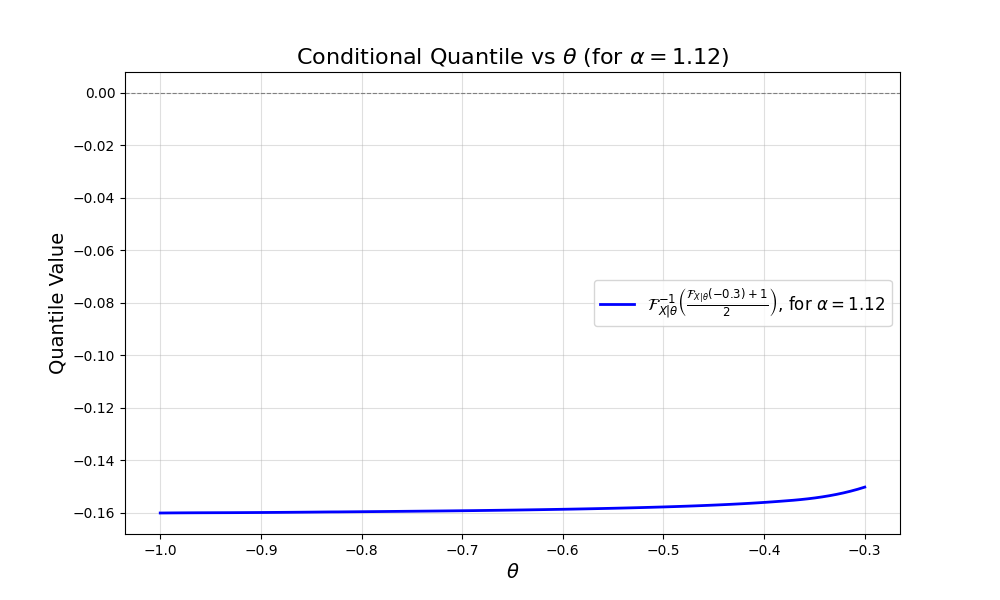 Conditional Quantile vs θ (for α = 1.12)
Quantile Value
0.00
−0.02
−0.04
−0.06
−0.08
−0.10
−0.12
−0.14
−0.16
𝓕⁻¹_{X|θ}((𝓕_{X|θ}(−0.3)+1)/2), for α = 1.12
−1.0 −0.9 −0.8 −0.7 −0.6 −0.5 −0.4 −0.3
θ